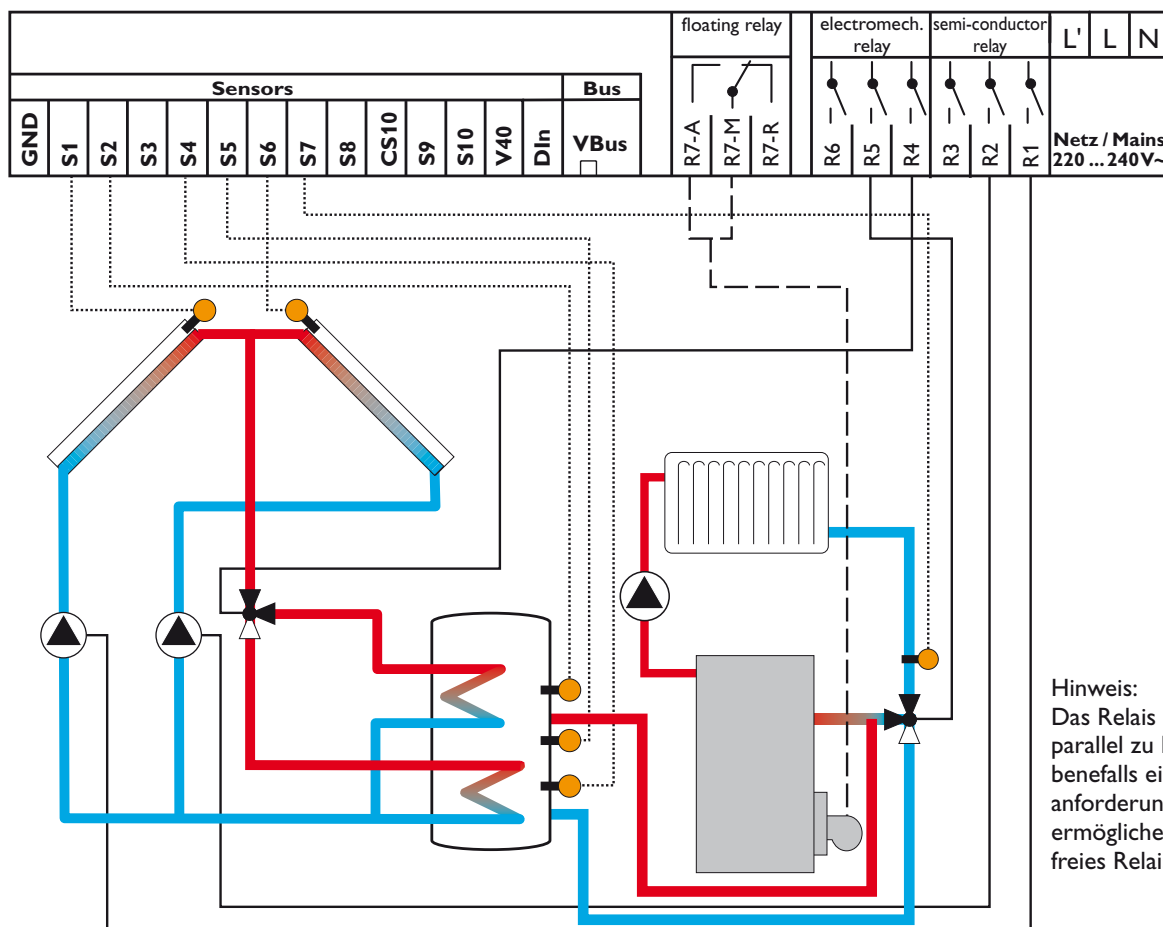 floating relay
electromech.
relay
semi-conductor
relay
L' L N
Sensors
Bus
GND S1 S2 S3 S4 S5 S6 S7 S8 CS10 S9 S10 V40 DIn
VBus
R7-A R7-M R7-R
R6 R5 R4 R3 R2 R1
Netz / Mains
220 ... 240 V~
Hinweis:
Das Relais
parallel zu
benefalls ei
anforderun
ermögliche
freies Relai